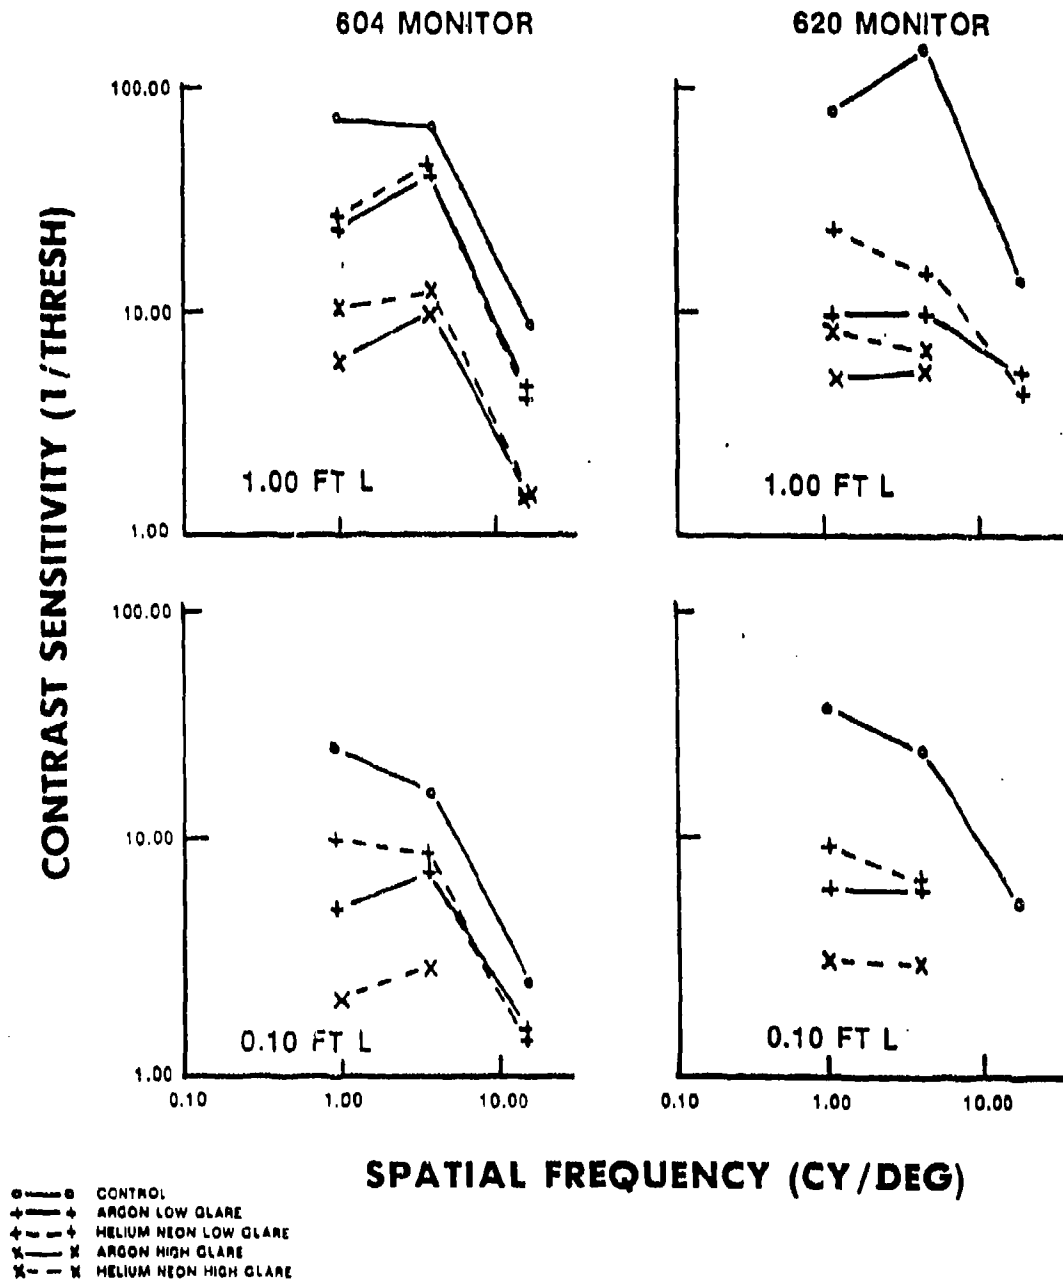 604 MONITOR
620 MONITOR
CONTRAST SENSITIVITY (1/THRESH)
100.00
10.00
1.00
1.00 FT L
1.00 FT L
100.00
10.00
1.00
0.10 FT L
0.10 FT L
0.10 1.00 10.00
0.10 1.00 10.00
SPATIAL FREQUENCY (CY/DEG)
CONTROL
ARGON LOW GLARE
HELIUM NEON LOW GLARE
ARGON HIGH GLARE
HELIUM NEON HIGH GLARE